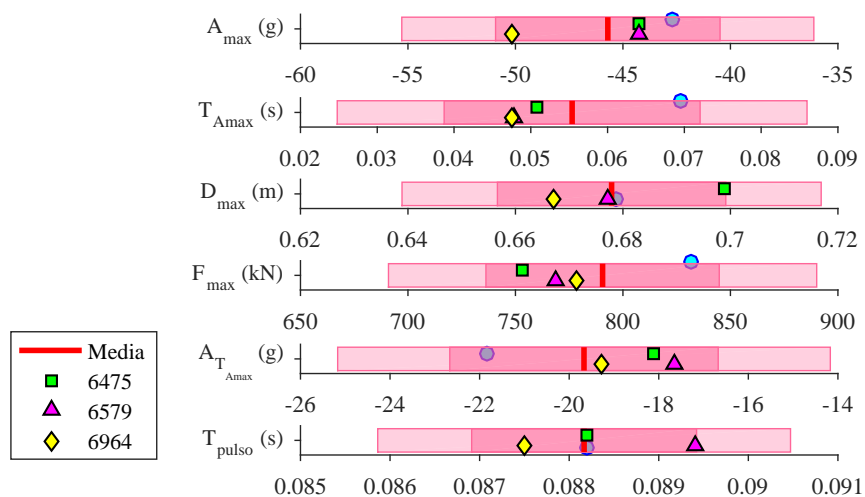 A_max (g)
-60 -55 -50 -45 -40 -35
T_Amax (s)
0.02 0.03 0.04 0.05 0.06 0.07 0.08 0.09
D_max (m)
0.62 0.64 0.66 0.68 0.7 0.72
F_max (kN)
650 700 750 800 850 900
A_T_Amax (g)
-26 -24 -22 -20 -18 -16 -14
T_pulso (s)
0.085 0.086 0.087 0.088 0.089 0.09 0.091
Media
6475
6579
6964